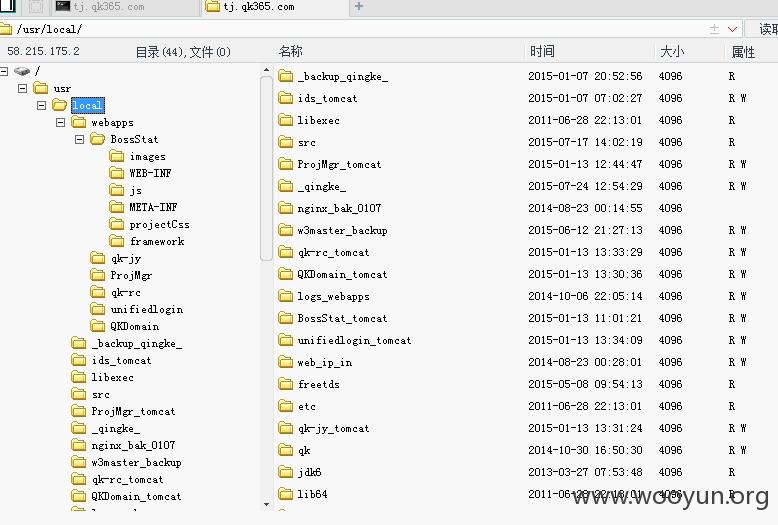 tj.qk365.com tj.qk365.com +
/usr/local/ 读取
58.215.175.2 目录(44),文件(0) 名称 时间 大小 属性
/
usr
local
webapps
BossStat
images
WEB-INF
js
META-INF
projectCss
framework
qk-jy
ProjMgr
qk-rc
unifiedlogin
QKDomain
_backup_qingke_
ids_tomcat
libexec
src
ProjMgr_tomcat
_qingke_
nginx_bak_0107
w3master_backup
qk-rc_tomcat
QKDomain_tomcat
_backup_qingke_ 2015-01-07 20:52:56 4096 R
ids_tomcat 2015-01-07 07:02:27 4096 R W
libexec 2011-06-28 22:13:01 4096 R
src 2015-07-17 14:02:19 4096 R
ProjMgr_tomcat 2015-01-13 12:44:47 4096 R W
_qingke_ 2015-07-24 12:54:29 4096 R W
nginx_bak_0107 2014-08-23 00:14:55 4096 R
w3master_backup 2015-06-12 21:27:13 4096 R W
qk-rc_tomcat 2015-01-13 13:33:29 4096 R W
QKDomain_tomcat 2015-01-13 13:30:36 4096 R W
logs_webapps 2014-10-06 22:05:14 4096 R W
BossStat_tomcat 2015-01-13 11:01:21 4096 R W
unifiedlogin_tomcat 2015-01-13 13:34:09 4096 R W
web_ip_in 2014-08-23 00:28:01 4096 R W
freetds 2015-05-08 09:54:13 4096 R
etc 2011-06-28 22:13:01 4096 R
qk-jy_tomcat 2015-01-13 13:31:24 4096 R W
qk 2014-10-30 16:50:30 4096 R W
jdk6 2013-03-27 07:53:48 4096 R
lib64 2011-06-28 22:13:01 4096 R
www.wooyun.org